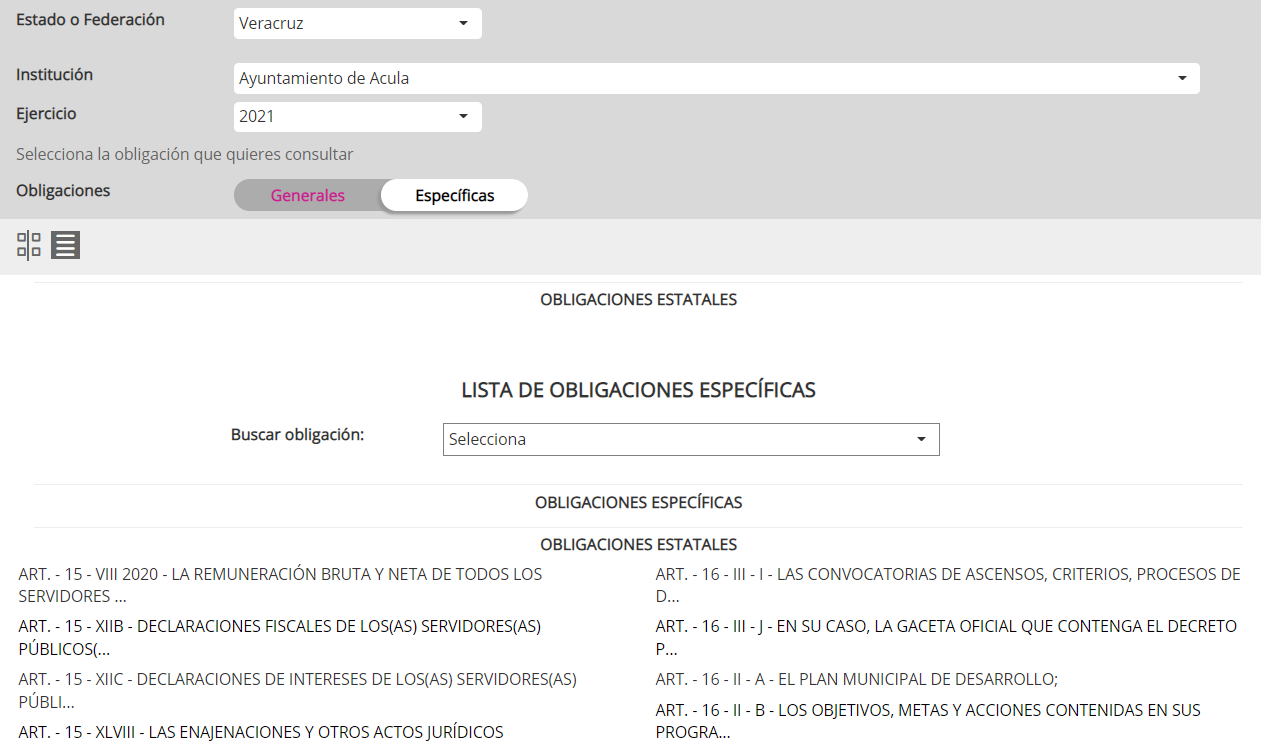 Estado o Federación
Veracruz
Institución
Ayuntamiento de Acula
Ejercicio
2021
Selecciona la obligación que quieres consultar
Obligaciones
Generales
Específicas
OBLIGACIONES ESTATALES
LISTA DE OBLIGACIONES ESPECÍFICAS
Buscar obligación:
Selecciona
OBLIGACIONES ESPECÍFICAS
OBLIGACIONES ESTATALES
ART. - 15 - VIII 2020 - LA REMUNERACIÓN BRUTA Y NETA DE TODOS LOS
SERVIDORES ...
ART. - 15 - XIIB - DECLARACIONES FISCALES DE LOS(AS) SERVIDORES(AS)
PÚBLICOS(...
ART. - 15 - XIIC - DECLARACIONES DE INTERESES DE LOS(AS) SERVIDORES(AS)
PÚBLI...
ART. - 15 - XLVIII - LAS ENAJENACIONES Y OTROS ACTOS JURÍDICOS
ART. - 16 - III - I - LAS CONVOCATORIAS DE ASCENSOS, CRITERIOS, PROCESOS DE
D...
ART. - 16 - III - J - EN SU CASO, LA GACETA OFICIAL QUE CONTENGA EL DECRETO
P...
ART. - 16 - II - A - EL PLAN MUNICIPAL DE DESARROLLO;
ART. - 16 - II - B - LOS OBJETIVOS, METAS Y ACCIONES CONTENIDAS EN SUS
PROGRA...